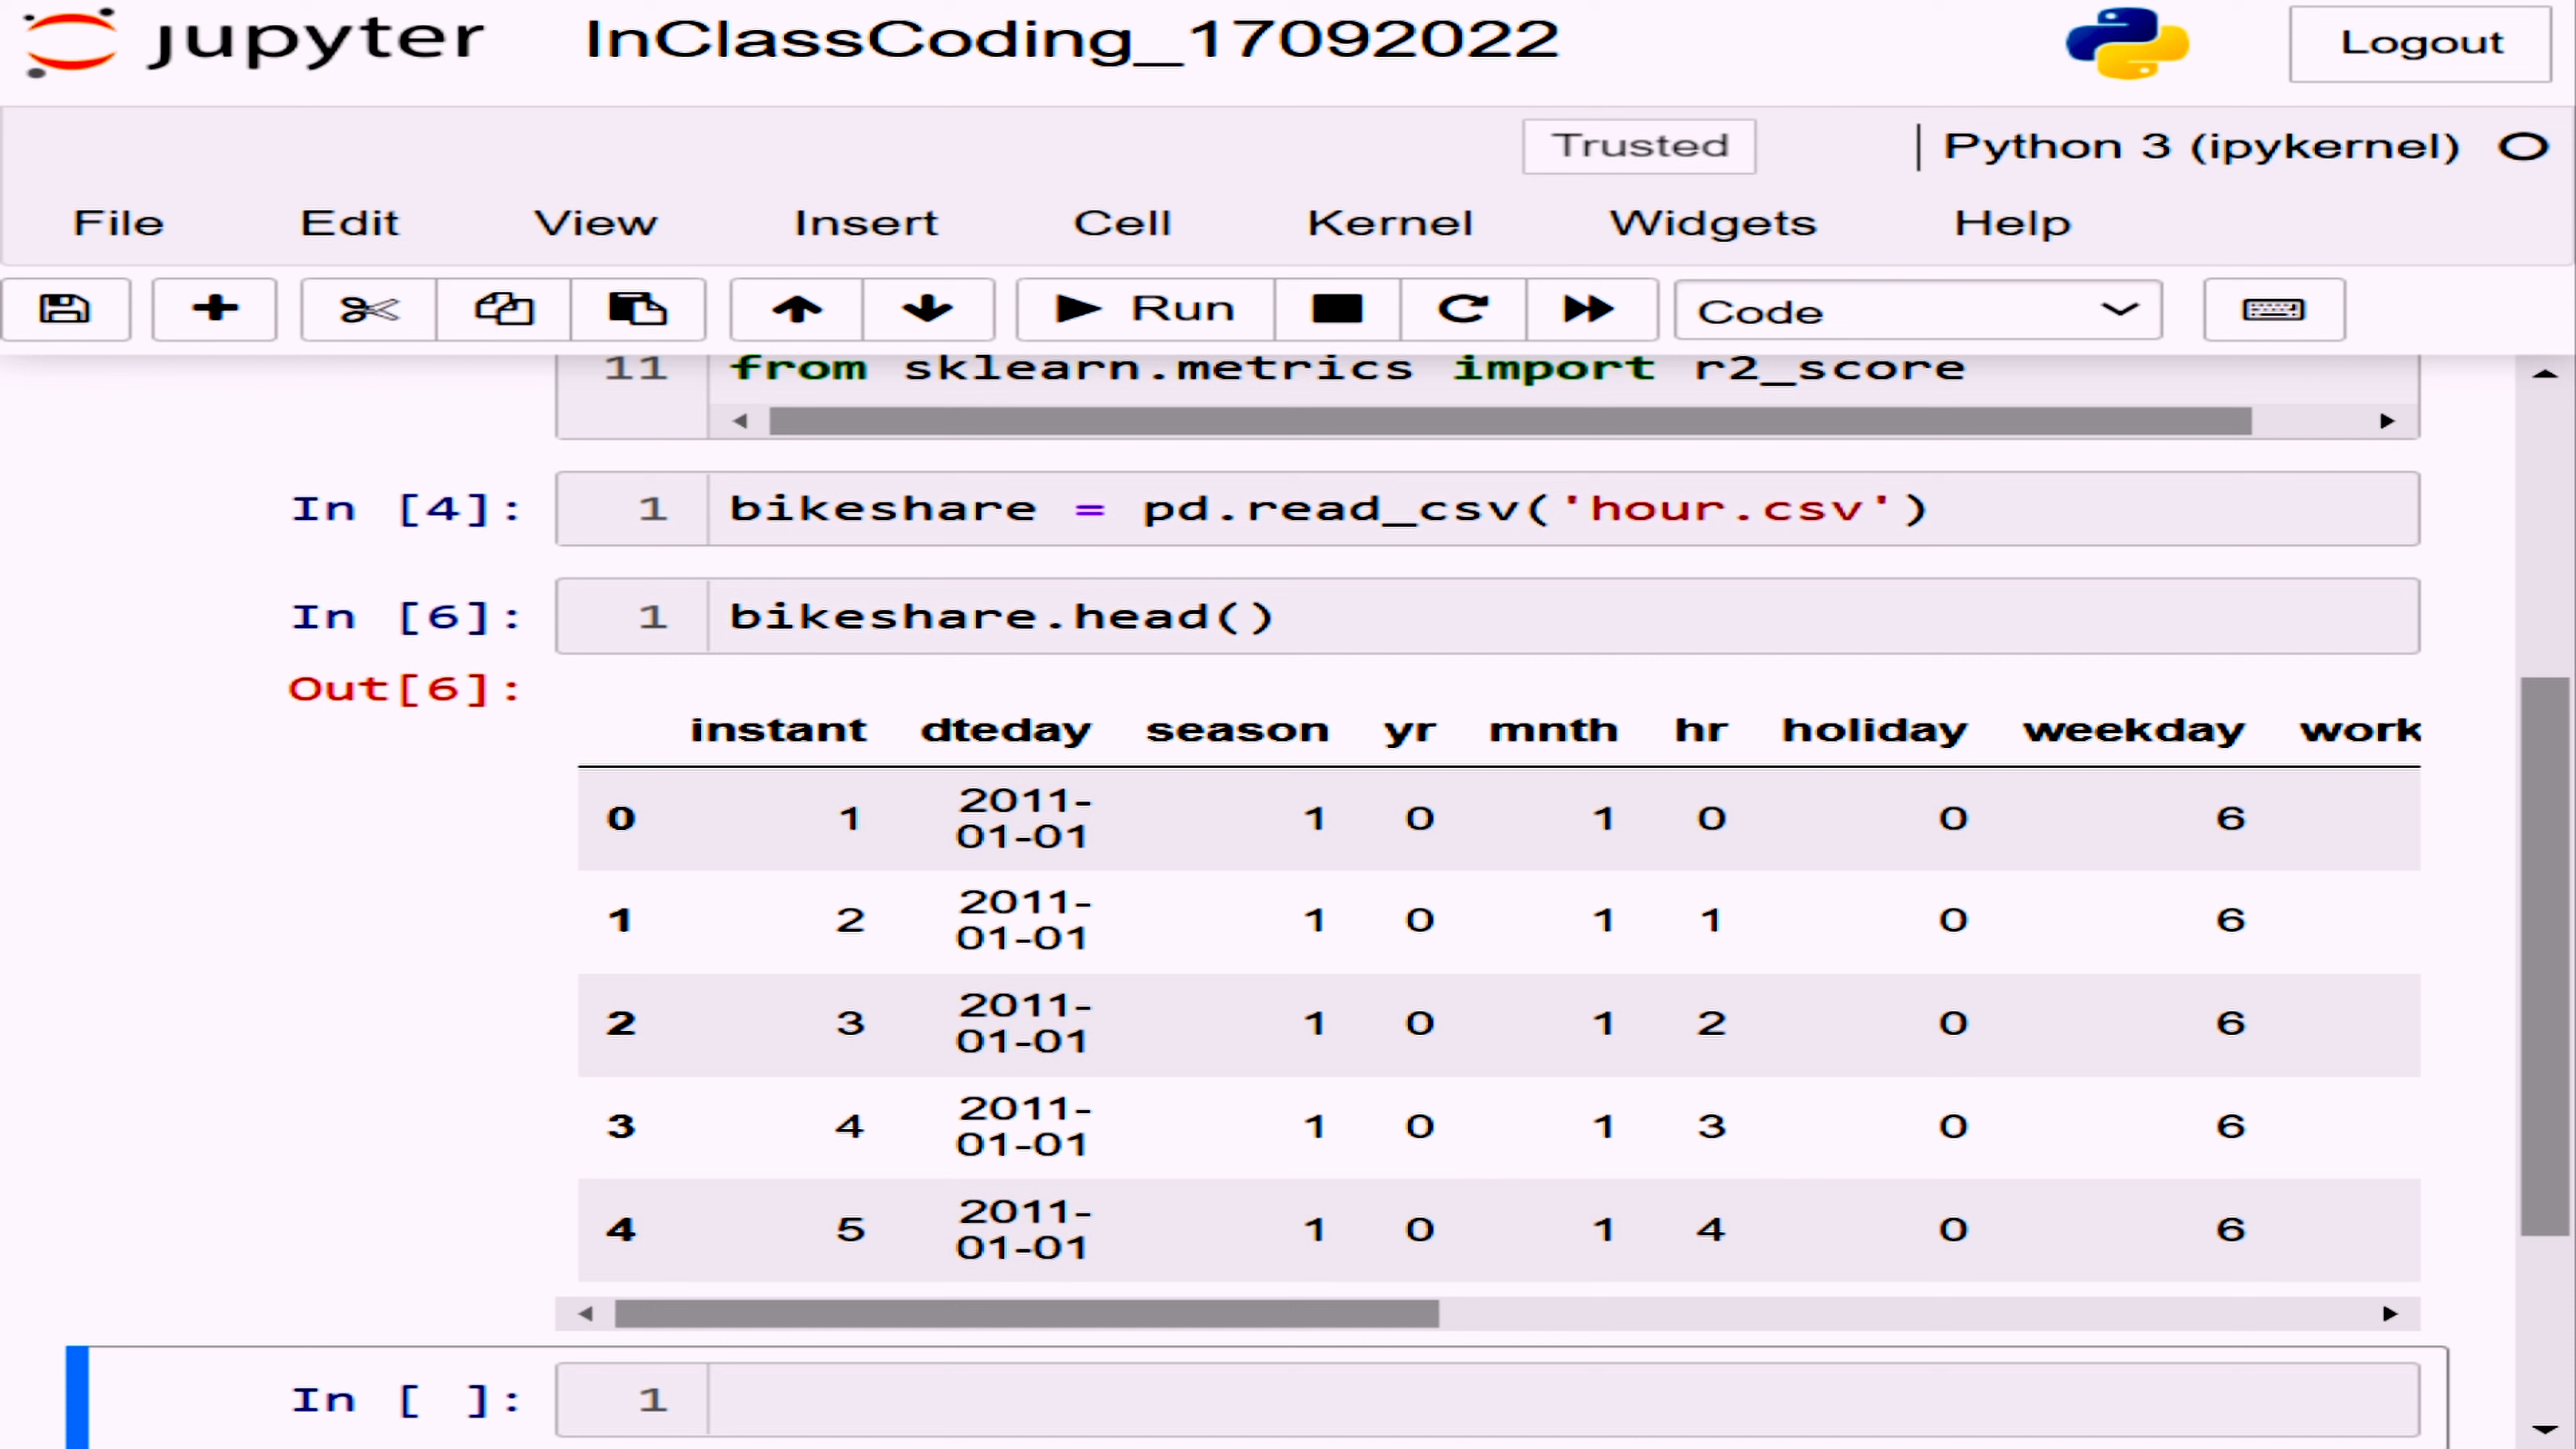 jupyter InClassCoding_17092022 Logout
Trusted | Python 3 (ipykernel)
File Edit View Insert Cell Kernel Widgets Help
Run Code
11 from sklearn.metrics import r2_score
In [4]: 1 bikeshare = pd.read_csv('hour.csv')
In [6]: 1 bikeshare.head()
Out[6]:
instant dteday season yr mnth hr holiday weekday work
0 1 2011-01-01 1 0 1 0 0 6
1 2 2011-01-01 1 0 1 1 0 6
2 3 2011-01-01 1 0 1 2 0 6
3 4 2011-01-01 1 0 1 3 0 6
4 5 2011-01-01 1 0 1 4 0 6
In [ ]: 1